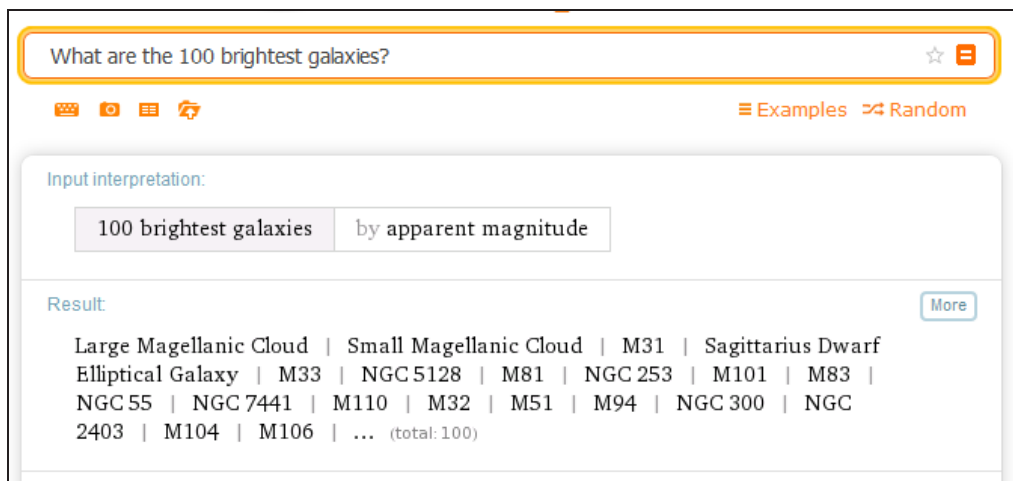 What are the 100 brightest galaxies?
Examples Random
Input interpretation:
100 brightest galaxies by apparent magnitude
Result:
More
Large Magellanic Cloud | Small Magellanic Cloud | M31 | Sagittarius Dwarf
Elliptical Galaxy | M33 | NGC 5128 | M81 | NGC 253 | M101 | M83 |
NGC 55 | NGC 7441 | M110 | M32 | M51 | M94 | NGC 300 | NGC
2403 | M104 | M106 | ... (total: 100)